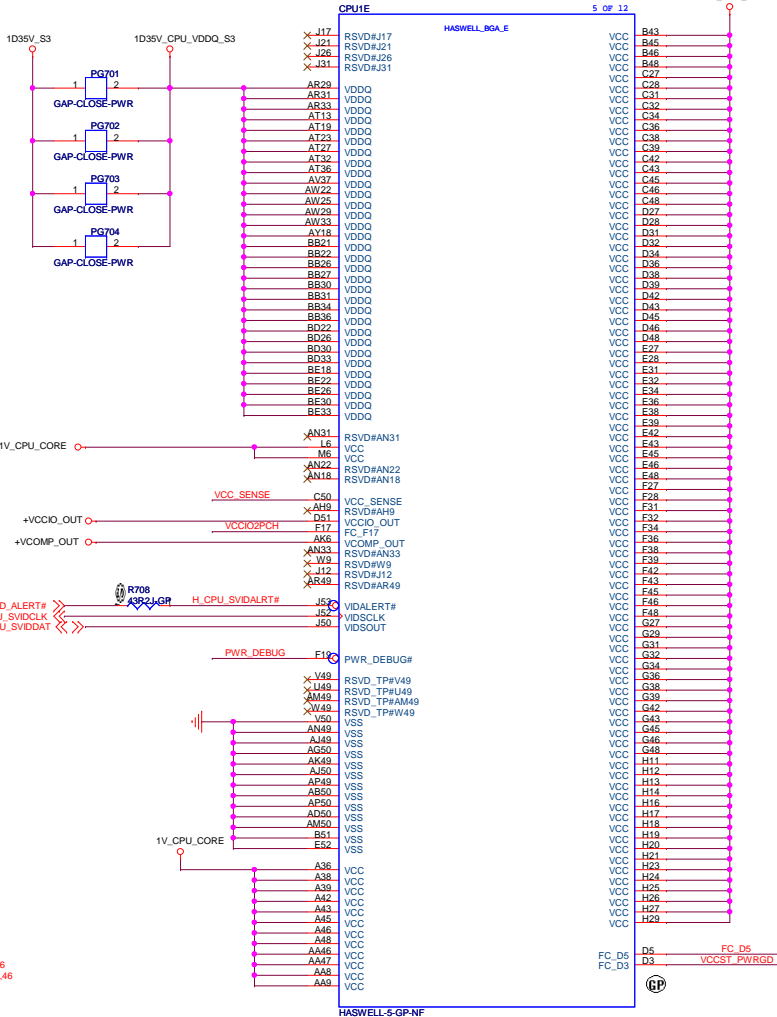 CPU1E
5 OF 12
HASWELL_BGA_E
1D35V_S3
1D35V_CPU_VDDQ_S3
PG701
1 2
GAP-CLOSE-PWR
PG702
1 2
GAP-CLOSE-PWR
PG703
1 2
GAP-CLOSE-PWR
PG704
1 2
GAP-CLOSE-PWR
J17 RSVD#J17
J21 RSVD#J21
J26 RSVD#J26
J31 RSVD#J31
AR29 VDDQ
AR31 VDDQ
AR33 VDDQ
AT13 VDDQ
AT19 VDDQ
AT23 VDDQ
AT27 VDDQ
AT32 VDDQ
AT36 VDDQ
AV37 VDDQ
AW22 VDDQ
AW25 VDDQ
AW29 VDDQ
AW33 VDDQ
AY18 VDDQ
BB21 VDDQ
BB22 VDDQ
BB26 VDDQ
BB27 VDDQ
BB30 VDDQ
BB31 VDDQ
BB34 VDDQ
BB36 VDDQ
BD22 VDDQ
BD26 VDDQ
BD30 VDDQ
BD33 VDDQ
BE18 VDDQ
BE22 VDDQ
BE26 VDDQ
BE30 VDDQ
BE33 VDDQ
AN31 RSVD#AN31
1V_CPU_CORE
L6 VCC
M6 VCC
AN22 RSVD#AN22
AN18 RSVD#AN18
VCC_SENSE C50 VCC_SENSE
AH9 RSVD#AH9
+VCCIO_OUT D51 VCCIO_OUT
VCCIO2PCH F17 FC_F17
+VCOMP_OUT AK6 VCOMP_OUT
AN33 RSVD#AN33
W9 RSVD#W9
J12 RSVD#J12
AR49 RSVD#AR49
R708
43R2J-GP
D_ALERT# H_CPU_SVIDALRT# J53 VIDALERT#
U_SVIDCLK J52 VIDSCLK
U_SVIDDAT J50 VIDSOUT
PWR_DEBUG F19 PWR_DEBUG#
V49 RSVD_TP#V49
U49 RSVD_TP#U49
AM49 RSVD_TP#AM49
W49 RSVD_TP#W49
V50 VSS
AN49 VSS
AJ49 VSS
AG50 VSS
AK49 VSS
AJ50 VSS
AP49 VSS
AB50 VSS
AP50 VSS
AD50 VSS
AM50 VSS
B51 VSS
E52 VSS
1V_CPU_CORE
A36 VCC
A38 VCC
A39 VCC
A42 VCC
A43 VCC
A45 VCC
A46 VCC
A48 VCC
AA46 VCC
AA47 VCC
AA8 VCC
AA9 VCC
6
,46
VCC B43
VCC B45
VCC B46
VCC B48
VCC C27
VCC C28
VCC C31
VCC C32
VCC C34
VCC C36
VCC C38
VCC C39
VCC C42
VCC C43
VCC C45
VCC C46
VCC C48
VCC D27
VCC D28
VCC D31
VCC D32
VCC D34
VCC D36
VCC D38
VCC D39
VCC D42
VCC D43
VCC D45
VCC D46
VCC D48
VCC E27
VCC E28
VCC E31
VCC E32
VCC E34
VCC E36
VCC E38
VCC E39
VCC E42
VCC E43
VCC E45
VCC E46
VCC E48
VCC F27
VCC F28
VCC F31
VCC F32
VCC F34
VCC F36
VCC F38
VCC F39
VCC F42
VCC F43
VCC F45
VCC F46
VCC F48
VCC G27
VCC G29
VCC G31
VCC G32
VCC G34
VCC G36
VCC G38
VCC G39
VCC G42
VCC G43
VCC G45
VCC G46
VCC G48
VCC H11
VCC H12
VCC H13
VCC H14
VCC H16
VCC H17
VCC H18
VCC H19
VCC H20
VCC H21
VCC H23
VCC H24
VCC H25
VCC H26
VCC H27
VCC H29
FC_D5 D5 FC_D5
FC_D3 D3 VCCST_PWRGD
GP
HASWELL-5-GP-NF